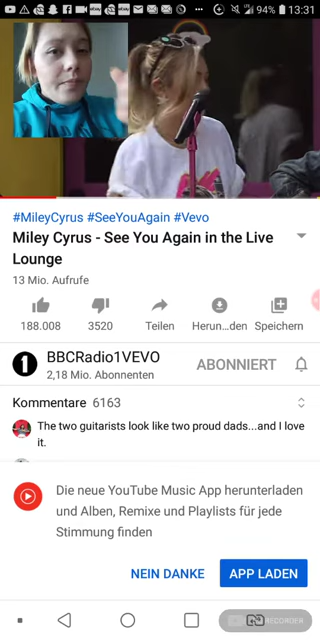 94% 13:31
#MileyCyrus #SeeYouAgain #Vevo
Miley Cyrus - See You Again in the Live
Lounge
13 Mio. Aufrufe
188.008 3520 Teilen Herun...den Speichern
BBCRadio1VEVO
2,18 Mio. Abonnenten
ABONNIERT
Kommentare 6163
The two guitarists look like two proud dads...and I love
it.
Die neue YouTube Music App herunterladen
und Alben, Remixe und Playlists für jede
Stimmung finden
NEIN DANKE APP LADEN
RECORDER